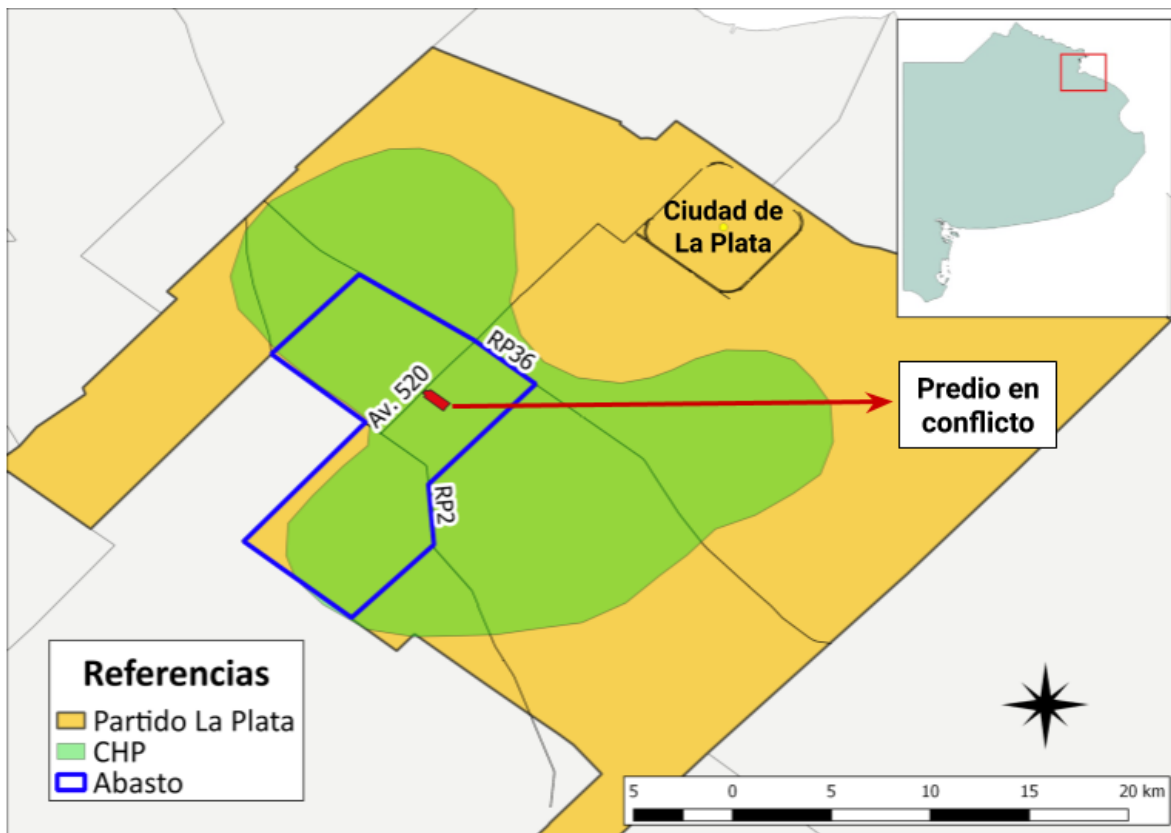 Ciudad de
La Plata
RP36
Av. 520
Predio en
conflicto
RP2
Referencias
Partido La Plata
CHP
Abasto
5 0 5 10 15 20 km